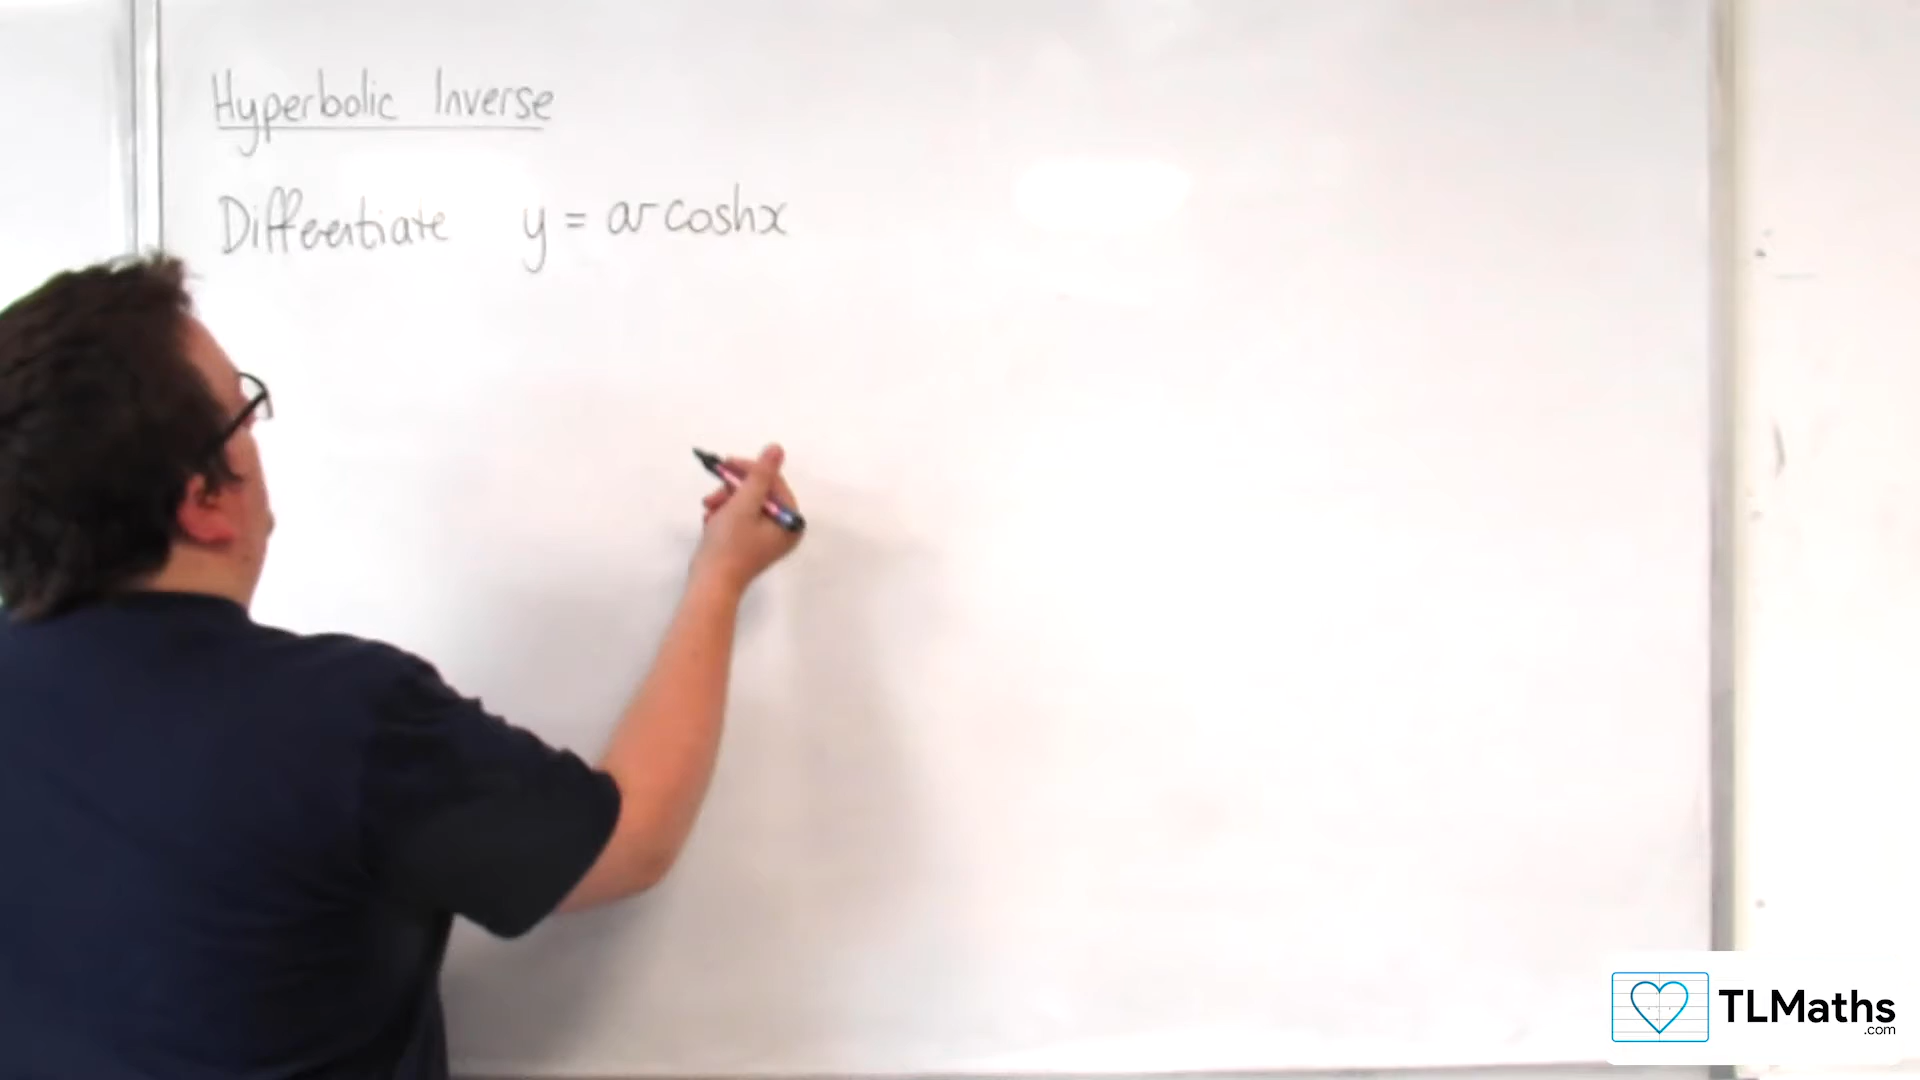 Hyperbolic Inverse
Differentiate y = arcoshx
TLMaths
.com